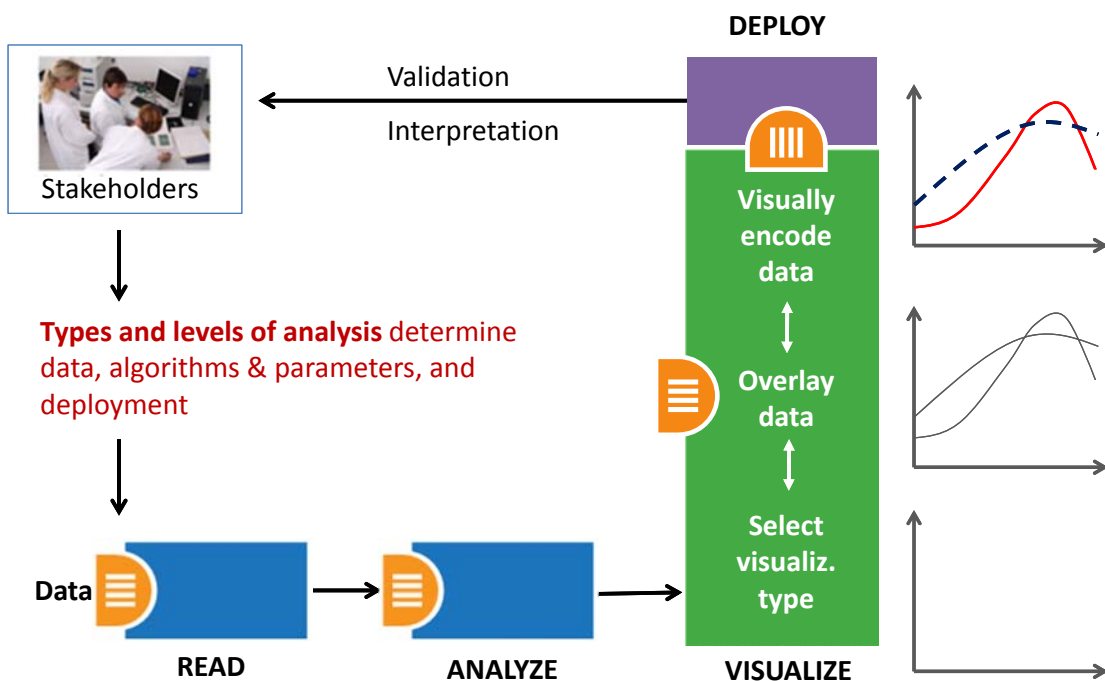 DEPLOY
Validation
Interpretation
Stakeholders
Visually
encode
data
Types and levels of analysis determine
data, algorithms & parameters, and
deployment
Overlay
data
Select
visualiz.
type
Data
READ
ANALYZE
VISUALIZE